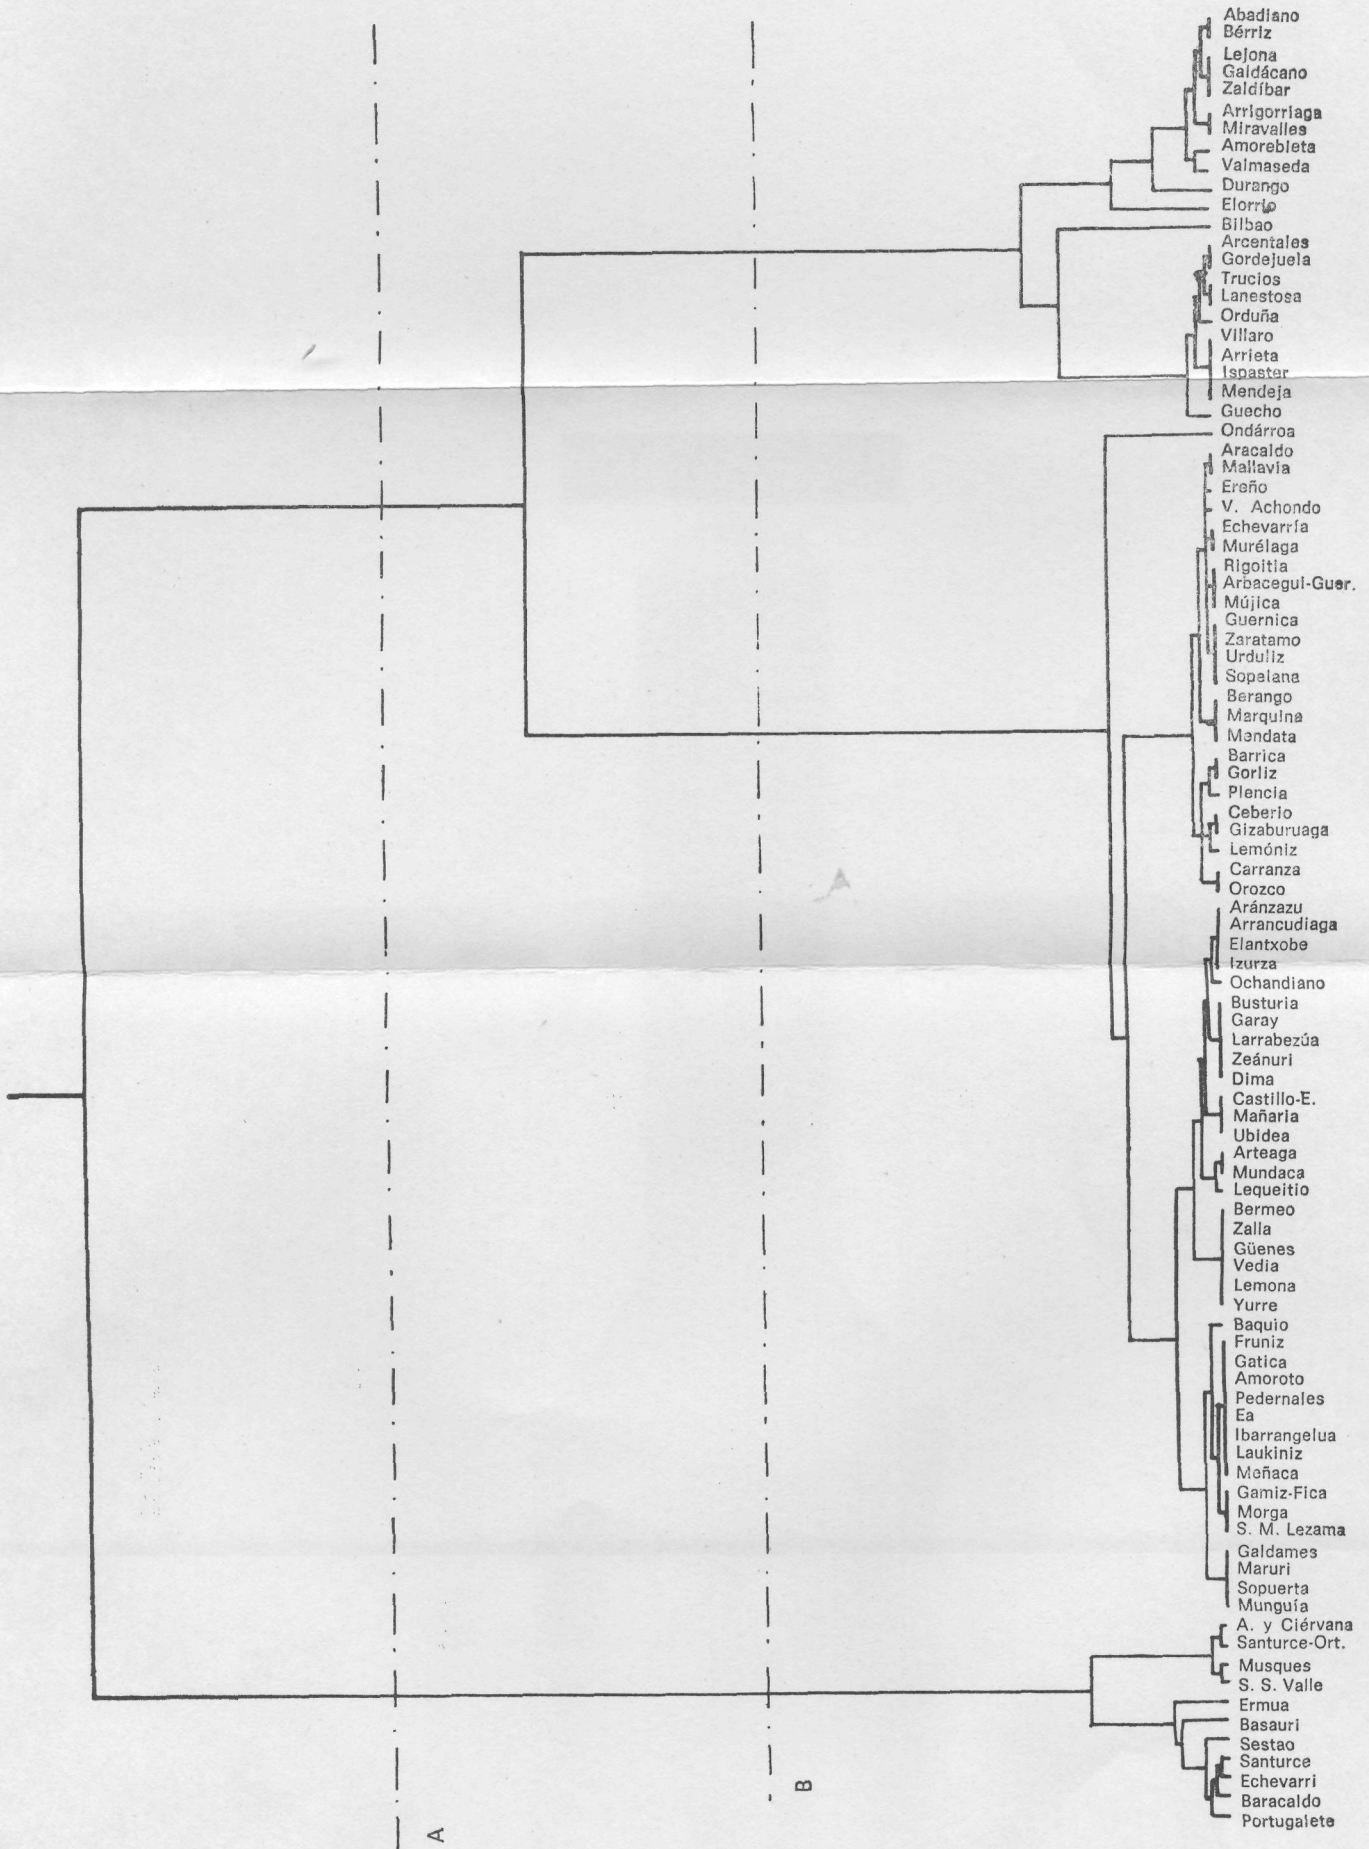 Abadiano
Bérriz
Lejona
Galdácano
Zaldíbar
Arrigorriaga
Miravalles
Amorebieta
Valmaseda
Durango
Elorrio
Bilbao
Arcentales
Gordejuela
Trucios
Lanestosa
Orduña
Villaro
Arrieta
Ispaster
Mendeja
Guecho
Ondárroa
Aracaldo
Mallavia
Ereño
V. Achondo
Echevarría
Murélaga
Rigoitia
Arbacegui-Guer.
Mújica
Guernica
Zaratamo
Urduliz
Sopelana
Berango
Marquina
Mendata
Barrica
Gorliz
Plencia
Ceberio
Gizaburuaga
Lemóniz
Carranza
Orozco
Aránzazu
Arrancudiaga
Elantxobe
Izurza
Ochandiano
Busturia
Garay
Larrabezúa
Zeánuri
Dima
Castillo-E.
Mañaria
Ubidea
Arteaga
Mundaca
Lequeitio
Bermeo
Zalla
Güenes
Vedia
Lemona
Yurre
Baquio
Fruniz
Gatica
Amoroto
Pedernales
Ea
Ibarrangelua
Laukiniz
Meñaca
Gamiz-Fica
Morga
S. M. Lezama
Galdames
Maruri
Sopuerta
Munguía
A. y Ciérvana
Santurce-Ort.
Musques
S. S. Valle
Ermua
Basauri
Sestao
Santurce
Echevarri
Baracaldo
Portugalete
B
A